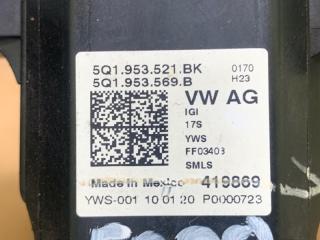 5Q1.953.521.BK 0170
5Q1.953.569.B H23
VW AG
IGI
17S
YWS
FF03403
SMLS
Made in Mexico 419869
YWS-001 10 01 20 P0000723